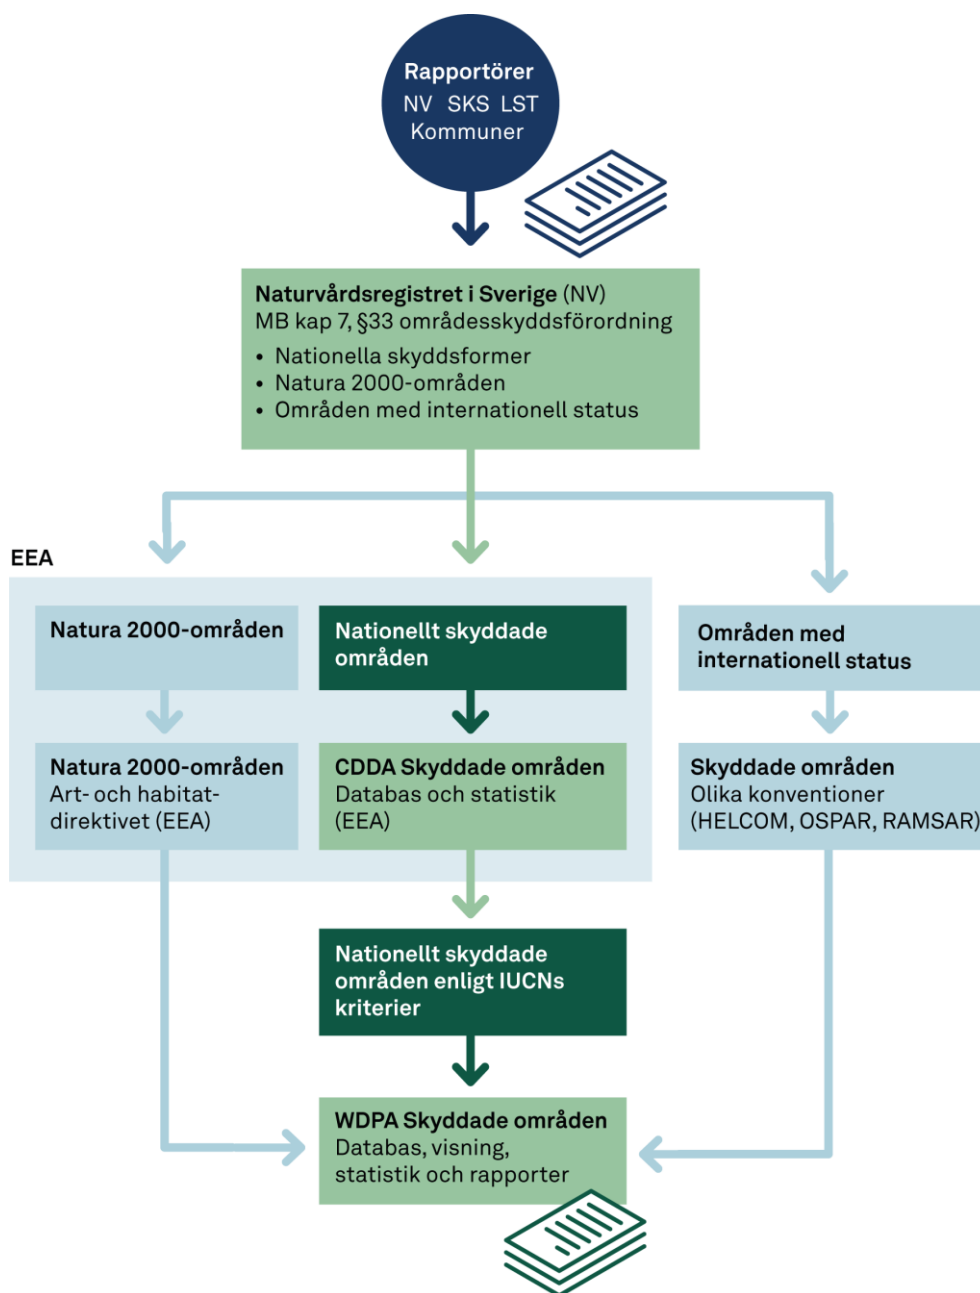 Rapportörer
NV SKS LST
Kommuner
Naturvårdsregistret i Sverige (NV)
MB kap 7, §33 områdesskyddsförordning
• Nationella skyddsformer
• Natura 2000-områden
• Områden med internationell status
EEA
Natura 2000-områden
Nationellt skyddade
områden
Områden med
internationell status
Natura 2000-områden
Art- och habitat-
direktivet (EEA)
CDDA Skyddade områden
Databas och statistik
(EEA)
Skyddade områden
Olika konventioner
(HELCOM, OSPAR, RAMSAR)
Nationellt skyddade
områden enligt IUCNs
kriterier
WDPA Skyddade områden
Databas, visning,
statistik och rapporter